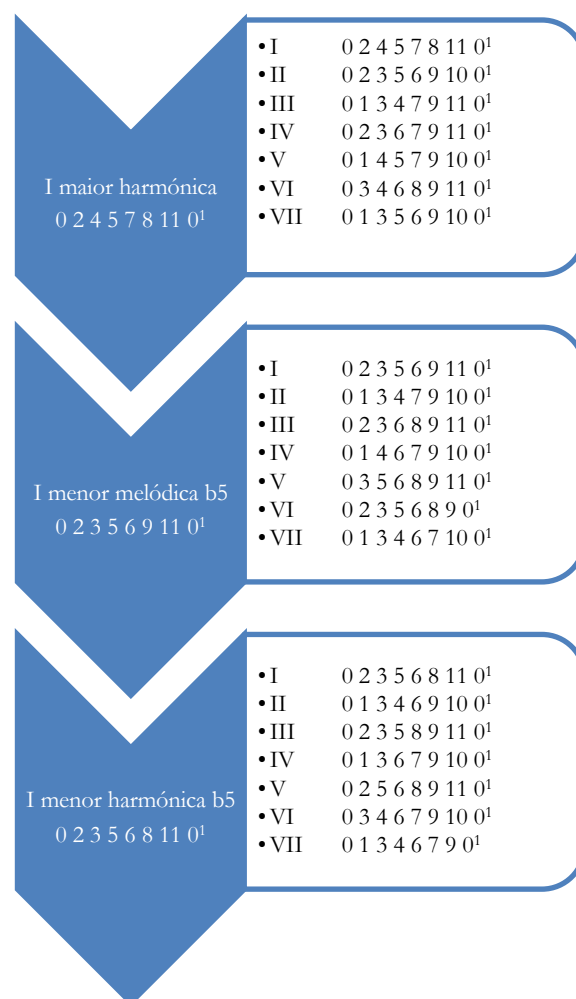 I maior harmónica
0 2 4 5 7 8 11 0¹
• I 0 2 4 5 7 8 11 0¹
• II 0 2 3 5 6 9 10 0¹
• III 0 1 3 4 7 9 11 0¹
• IV 0 2 3 6 7 9 11 0¹
• V 0 1 4 5 7 9 10 0¹
• VI 0 3 4 6 8 9 11 0¹
• VII 0 1 3 5 6 9 10 0¹
I menor melódica b5
0 2 3 5 6 9 11 0¹
• I 0 2 3 5 6 9 11 0¹
• II 0 1 3 4 7 9 10 0¹
• III 0 2 3 6 8 9 11 0¹
• IV 0 1 4 6 7 9 10 0¹
• V 0 3 5 6 8 9 11 0¹
• VI 0 2 3 5 6 8 9 0¹
• VII 0 1 3 4 6 7 10 0¹
I menor harmónica b5
0 2 3 5 6 8 11 0¹
• I 0 2 3 5 6 8 11 0¹
• II 0 1 3 4 6 9 10 0¹
• III 0 2 3 5 8 9 11 0¹
• IV 0 1 3 6 7 9 10 0¹
• V 0 2 5 6 8 9 11 0¹
• VI 0 3 4 6 7 9 10 0¹
• VII 0 1 3 4 6 7 9 0¹